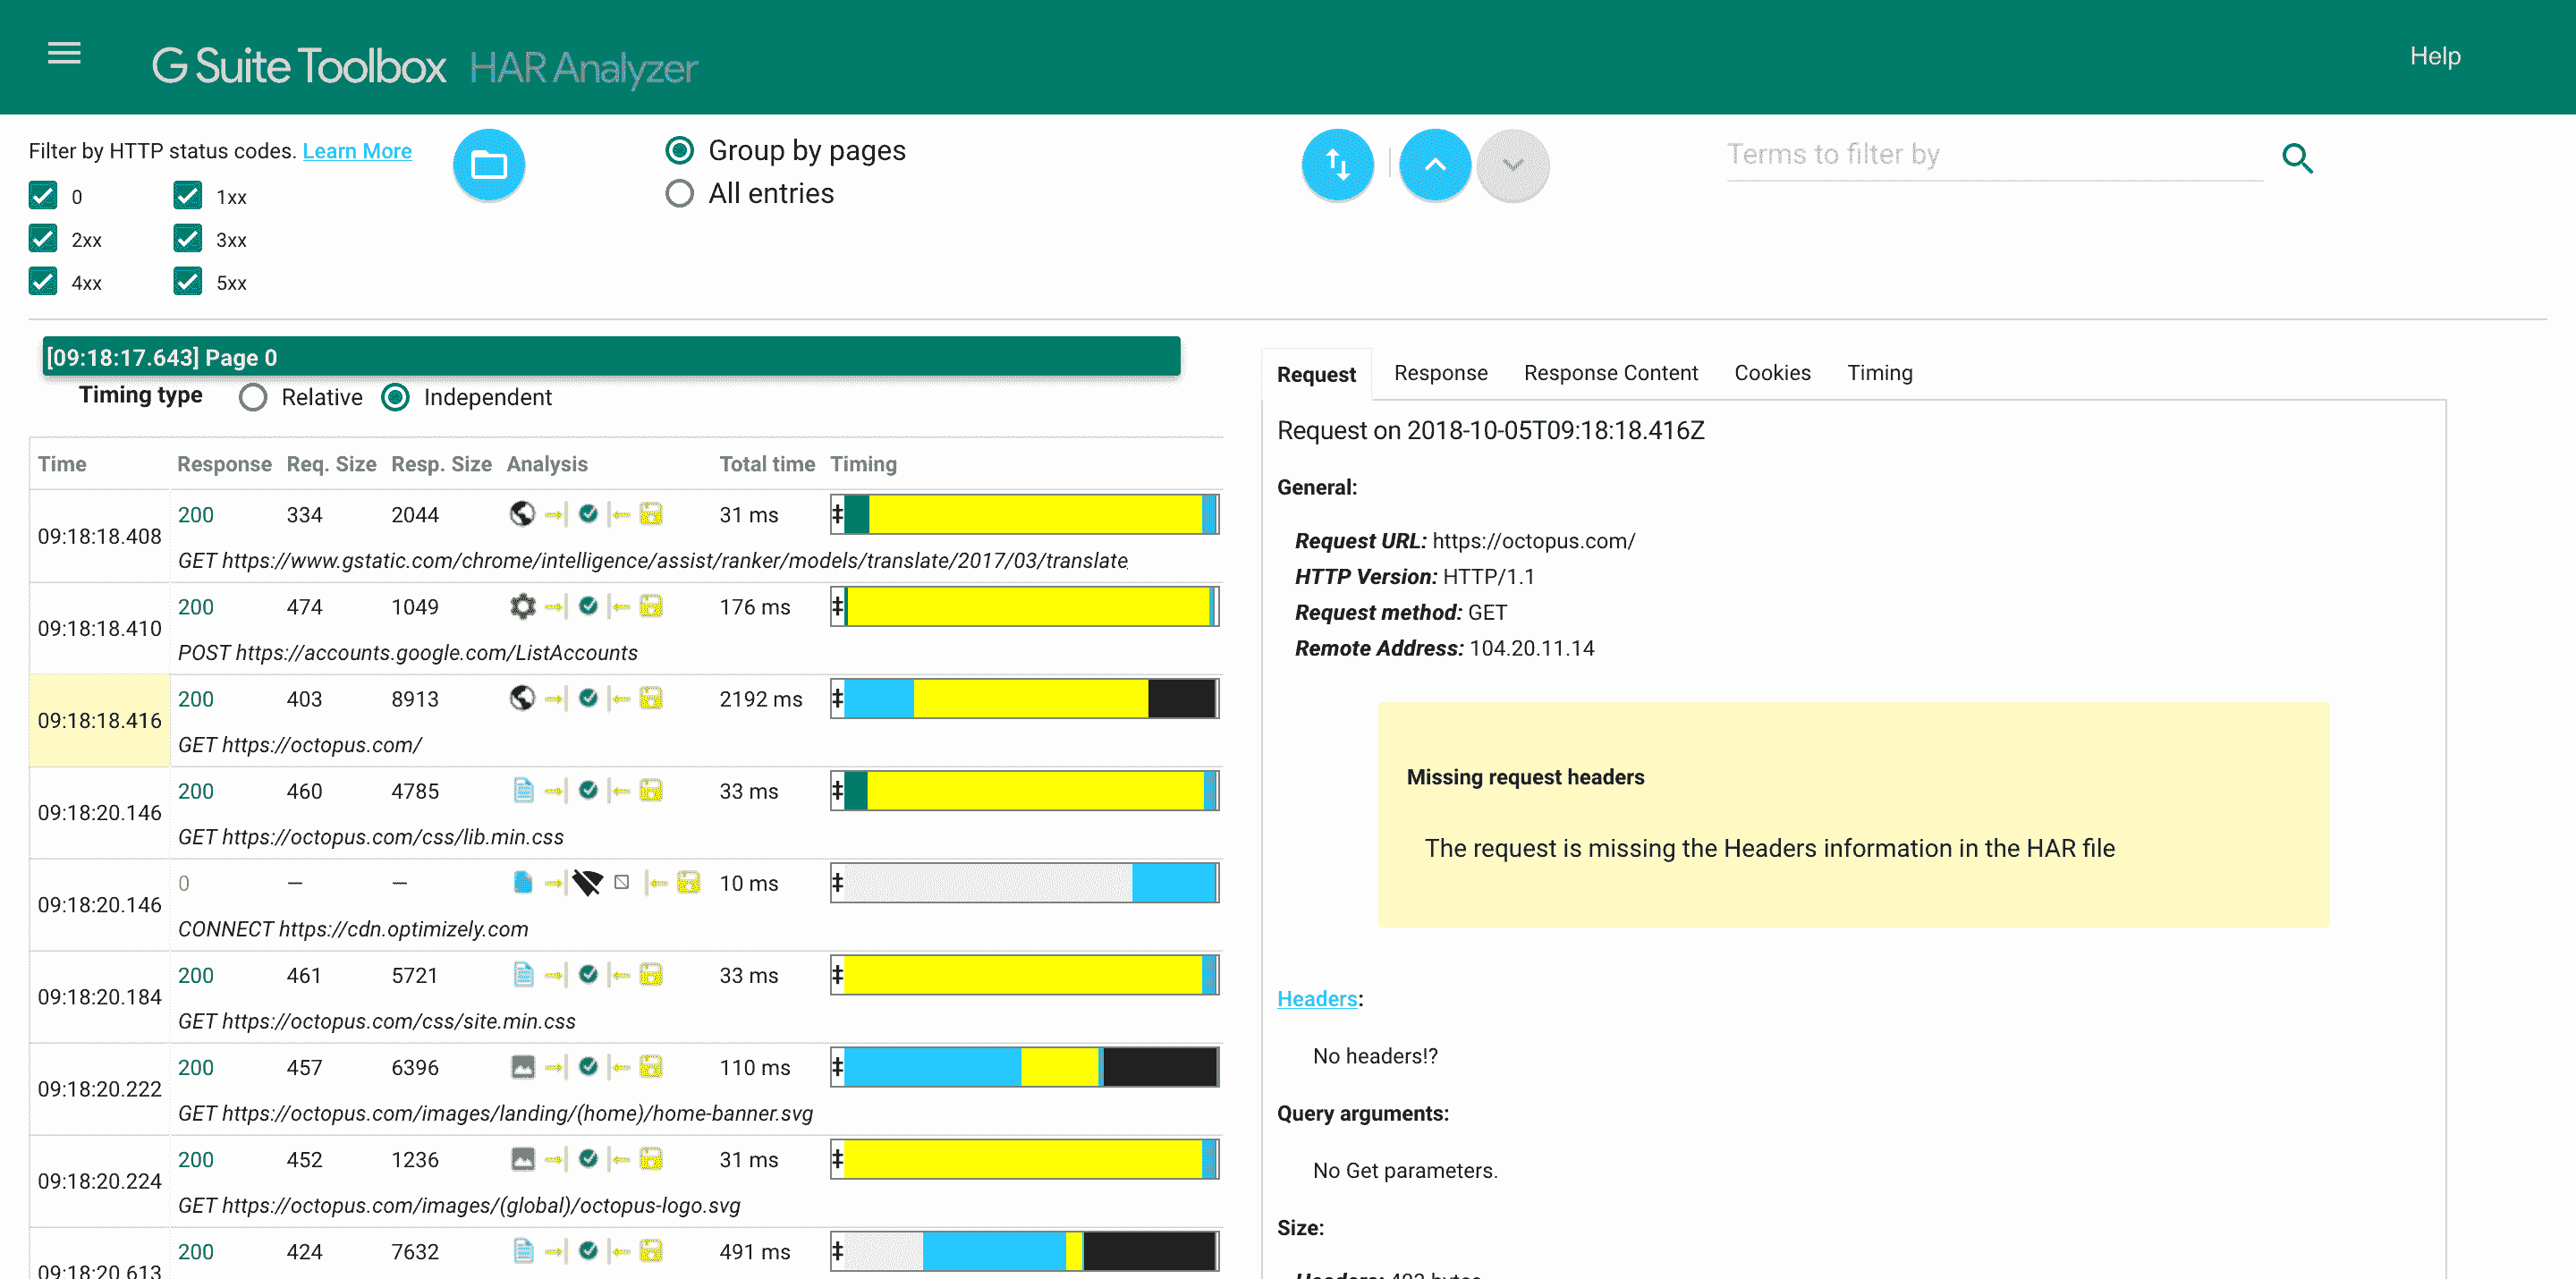 G Suite Toolbox HAR Analyzer
Help
Filter by HTTP status codes. Learn More
0 1xx
2xx 3xx
4xx 5xx
Group by pages
All entries
Terms to filter by
[09:18:17.643] Page 0
Timing type Relative Independent
Time Response Req. Size Resp. Size Analysis Total time Timing
09:18:18.408 200 334 2044 31 ms
GET https://www.gstatic.com/chrome/intelligence/assist/ranker/models/translate/2017/03/translate
09:18:18.410 200 474 1049 176 ms
POST https://accounts.google.com/ListAccounts
09:18:18.416 200 403 8913 2192 ms
GET https://octopus.com/
09:18:20.146 200 460 4785 33 ms
GET https://octopus.com/css/lib.min.css
09:18:20.146 0 — — 10 ms
CONNECT https://cdn.optimizely.com
09:18:20.184 200 461 5721 33 ms
GET https://octopus.com/css/site.min.css
09:18:20.222 200 457 6396 110 ms
GET https://octopus.com/images/landing/(home)/home-banner.svg
09:18:20.224 200 452 1236 31 ms
GET https://octopus.com/images/(global)/octopus-logo.svg
09:18:20.613 200 424 7632 491 ms
Request Response Response Content Cookies Timing
Request on 2018-10-05T09:18:18.416Z
General:
Request URL: https://octopus.com/
HTTP Version: HTTP/1.1
Request method: GET
Remote Address: 104.20.11.14
Missing request headers
The request is missing the Headers information in the HAR file
Headers:
No headers!?
Query arguments:
No Get parameters.
Size:
Headers: 403 bytes